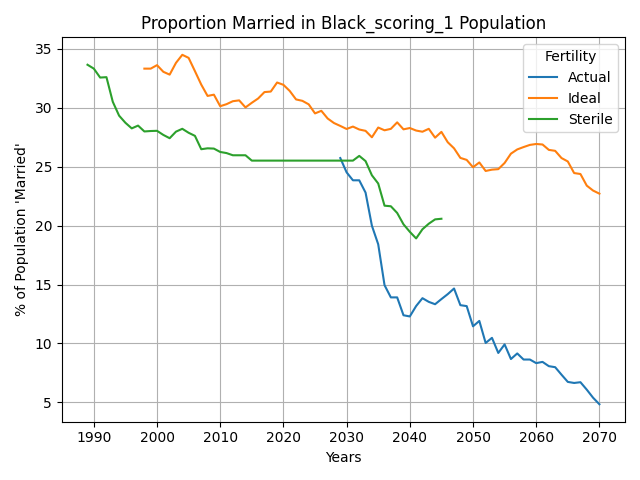 Proportion Married in Black_scoring_1 Population
% of Population 'Married'
35
30
25
20
15
10
5
1990 2000 2010 2020 2030 2040 2050 2060 2070
Years
Fertility
Actual
Ideal
Sterile